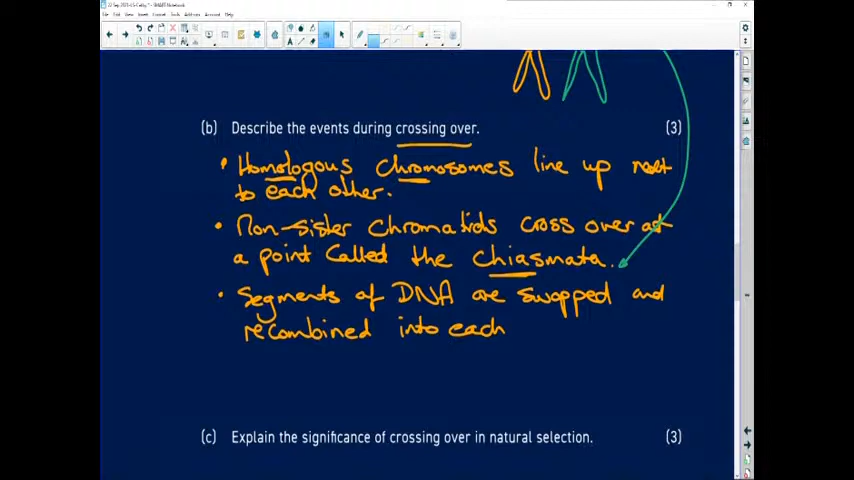 (b) Describe the events during crossing over. (3)
• Homologous chromosomes line up next
to each other.
• Non-sister chromatids cross over at
a point called the chiasmata.
• Segments of DNA are swopped and
recombined into each
(c) Explain the significance of crossing over in natural selection. (3)